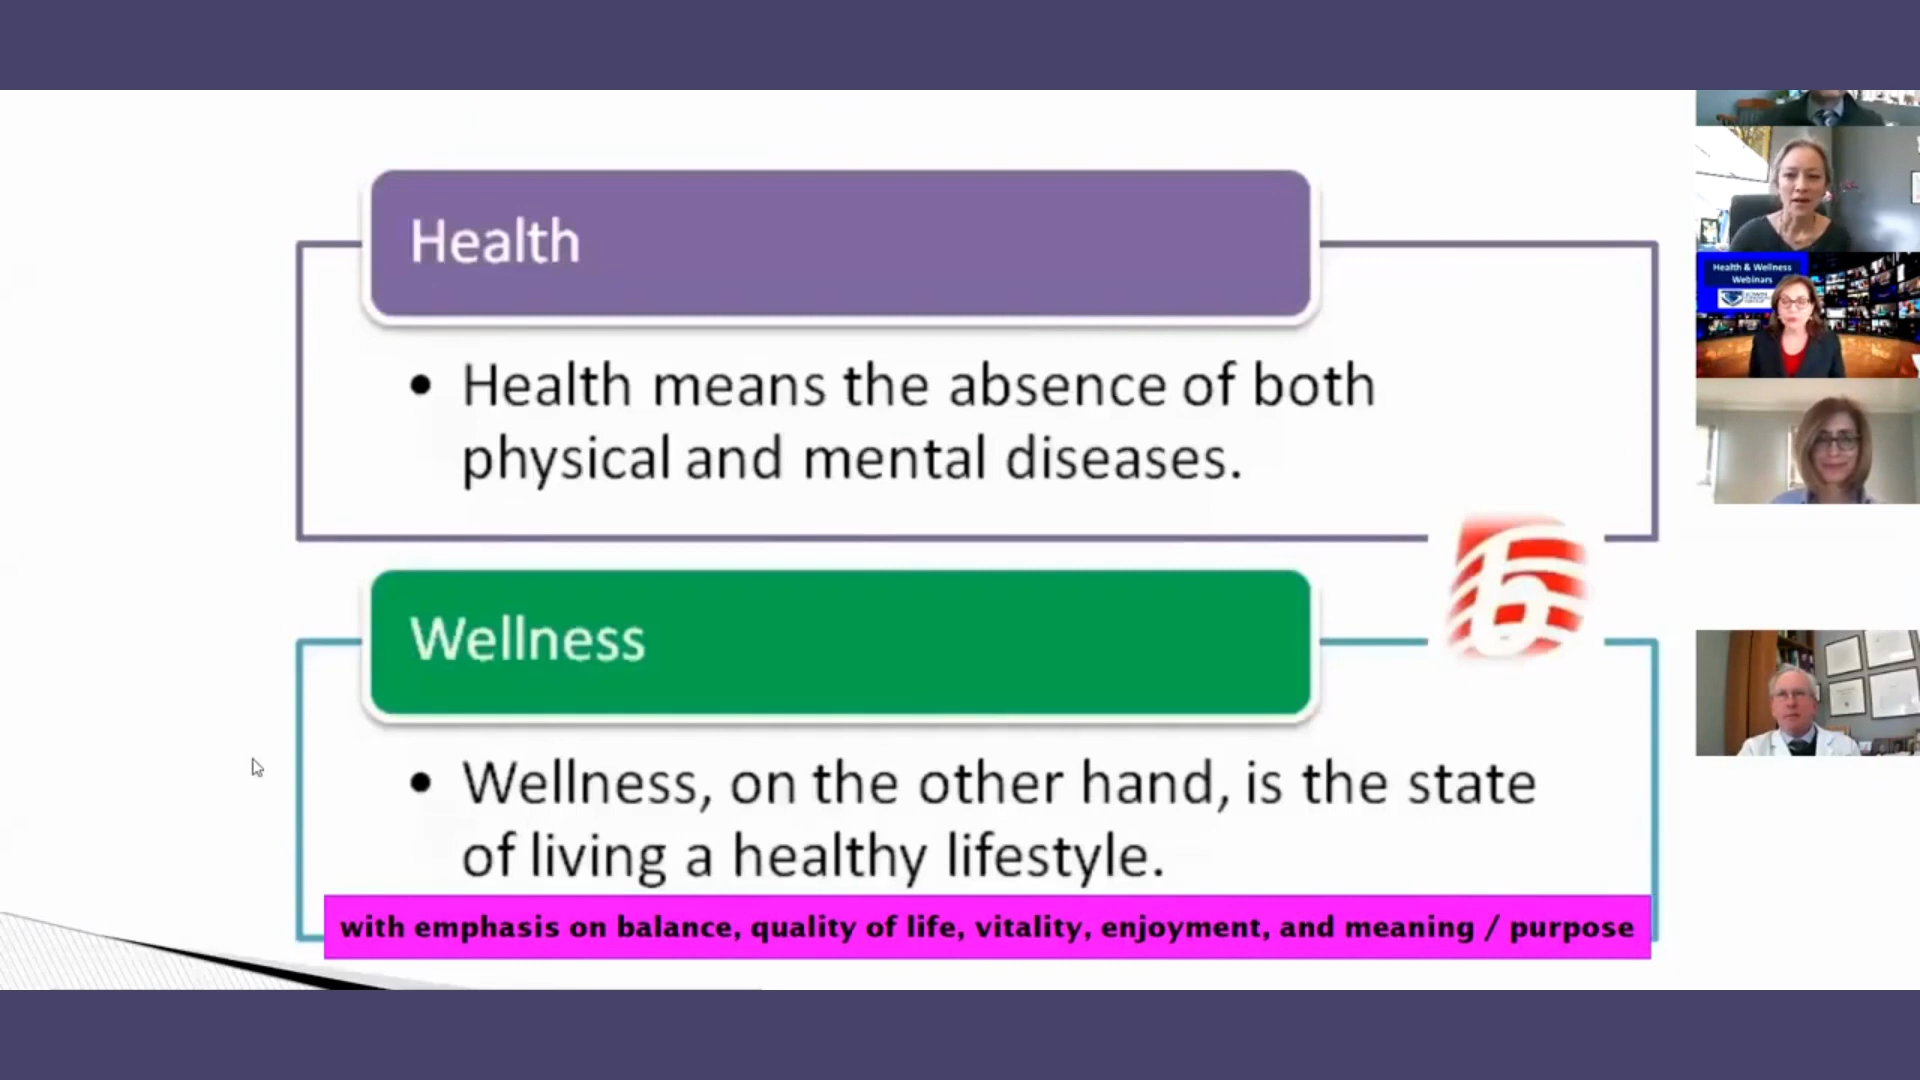 Health
• Health means the absence of both
physical and mental diseases.
Wellness
• Wellness, on the other hand, is the state
of living a healthy lifestyle.
with emphasis on balance, quality of life, vitality, enjoyment, and meaning / purpose
Health & Wellness
Webinars